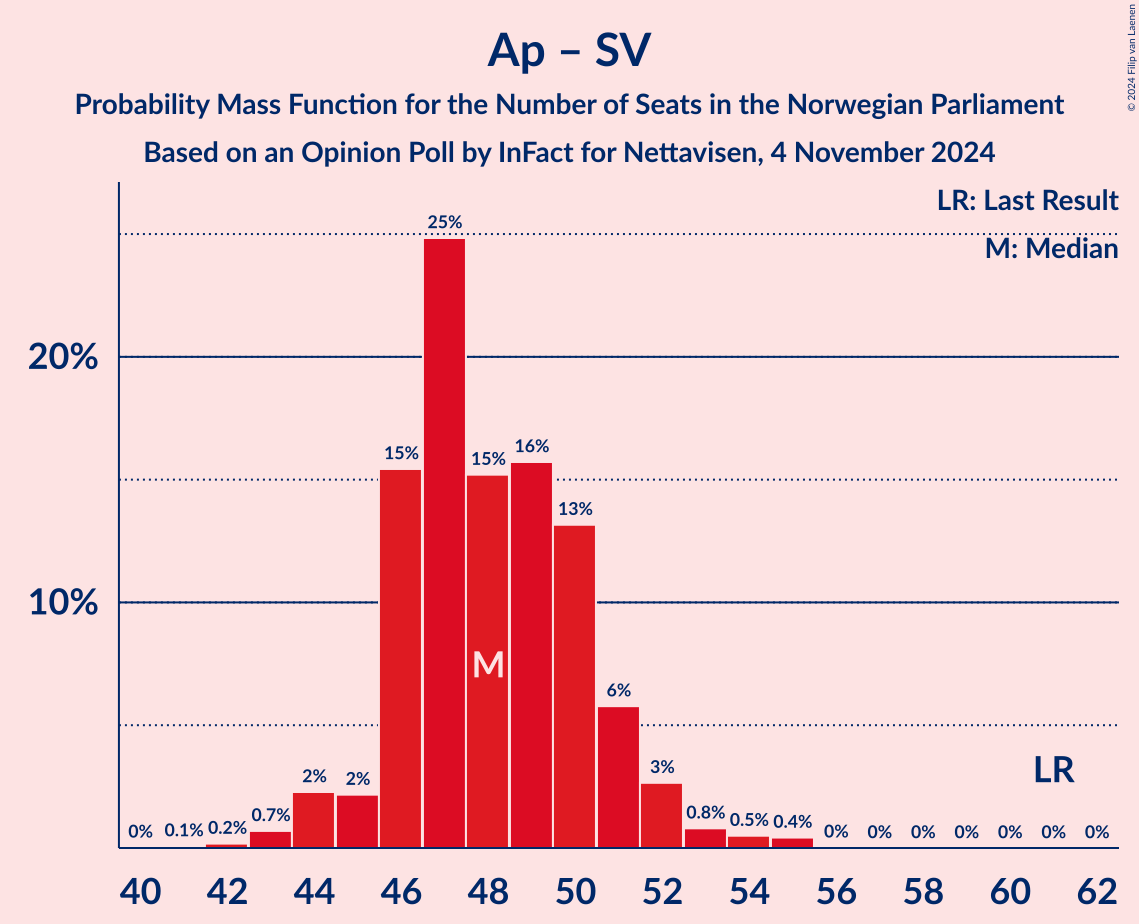 Ap – SV
Probability Mass Function for the Number of Seats in the Norwegian Parliament
Based on an Opinion Poll by InFact for Nettavisen, 4 November 2024
© 2024 Filip van Laenen
LR: Last Result
M: Median
20%
10%
0% 0.1% 0.2% 0.7% 2% 2% 15% 25% 15% 16% 13% 6% 3% 0.8% 0.5% 0.4% 0% 0% 0% 0% 0% 0% 0%
M
LR
40 42 44 46 48 50 52 54 56 58 60 62